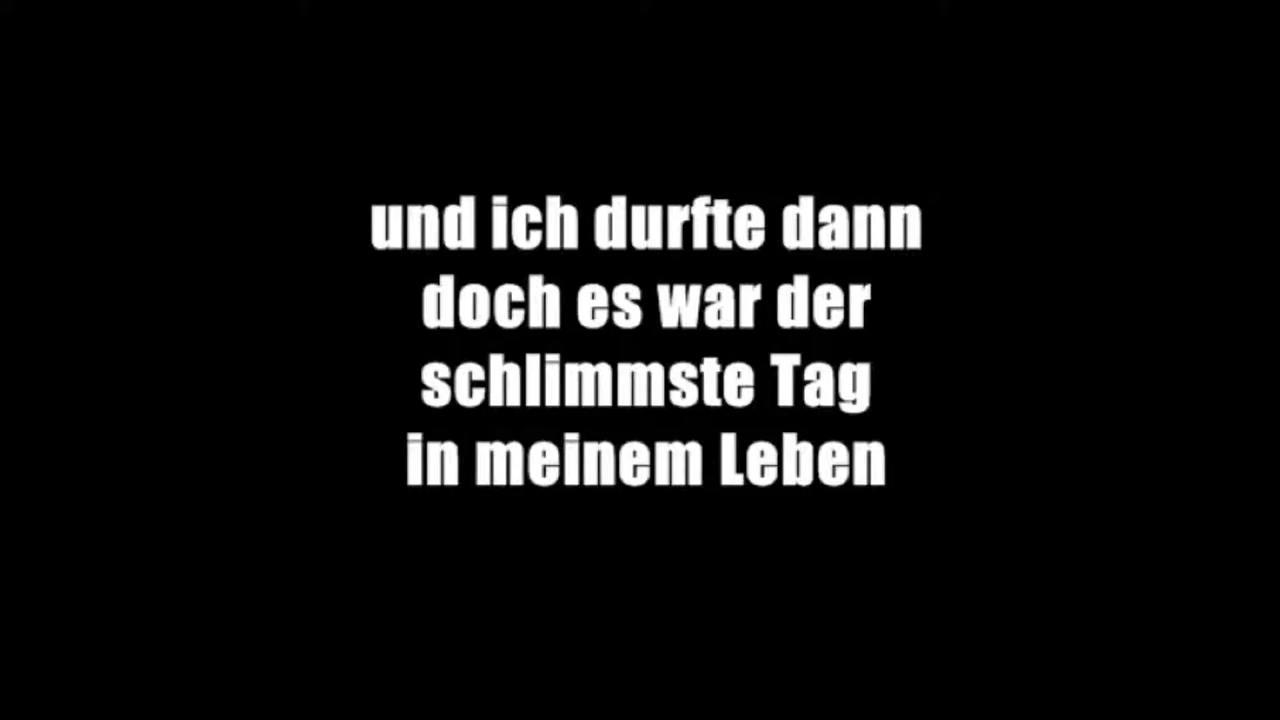 und ich durfte dann
doch es war der
schlimmste Tag
in meinem Leben